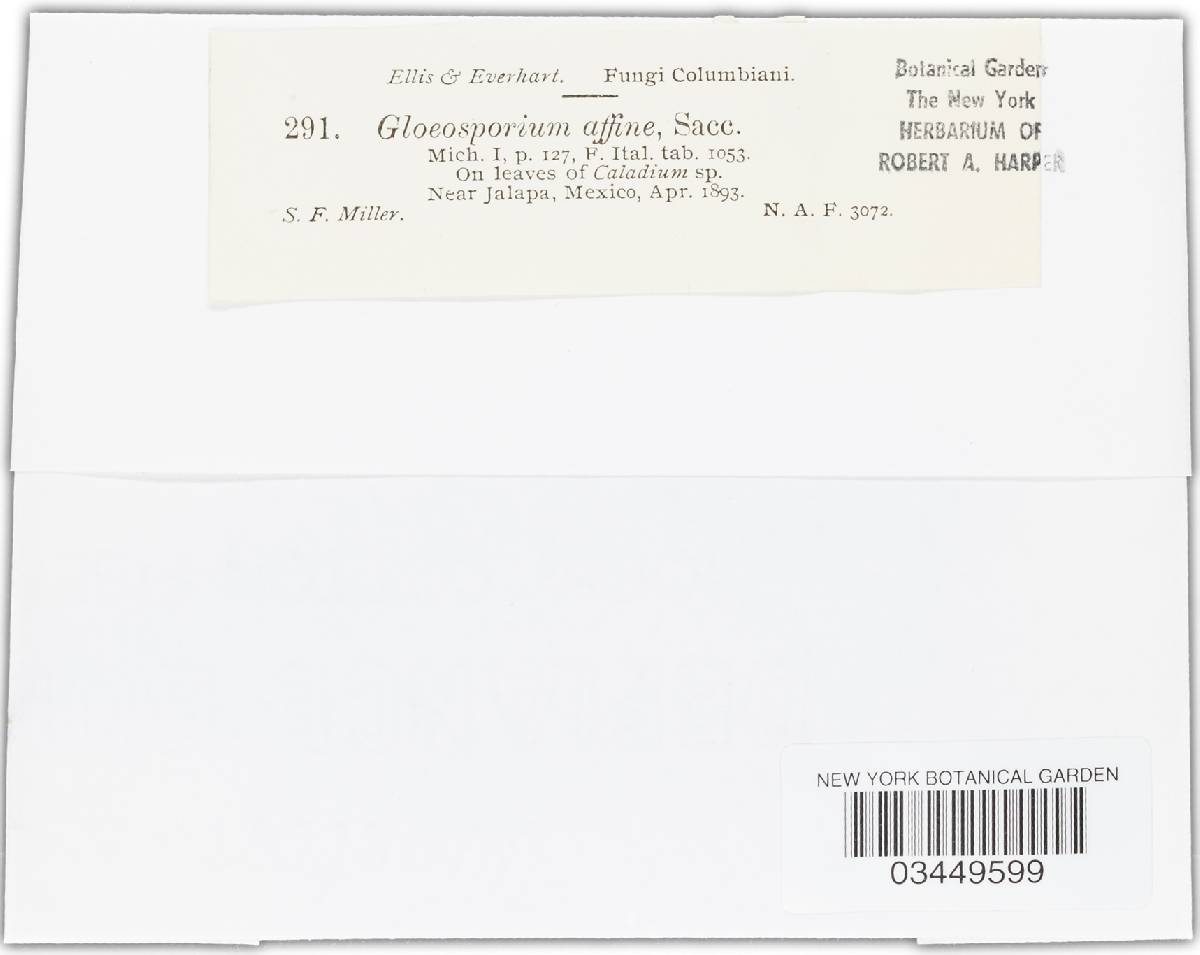 Ellis & Everhart. Fungi Columbiani.
291. Gloeosporium affine, Sacc.
Mich. I, p. 127, F. Ital. tab. 1053.
On leaves of Caladium sp.
Near Jalapa, Mexico, Apr. 1893.
S. F. Miller. N. A. F. 3072.
Botanical Garden
The New York
HERBARIUM OF
ROBERT A. HARPER
NEW YORK BOTANICAL GARDEN
03449599